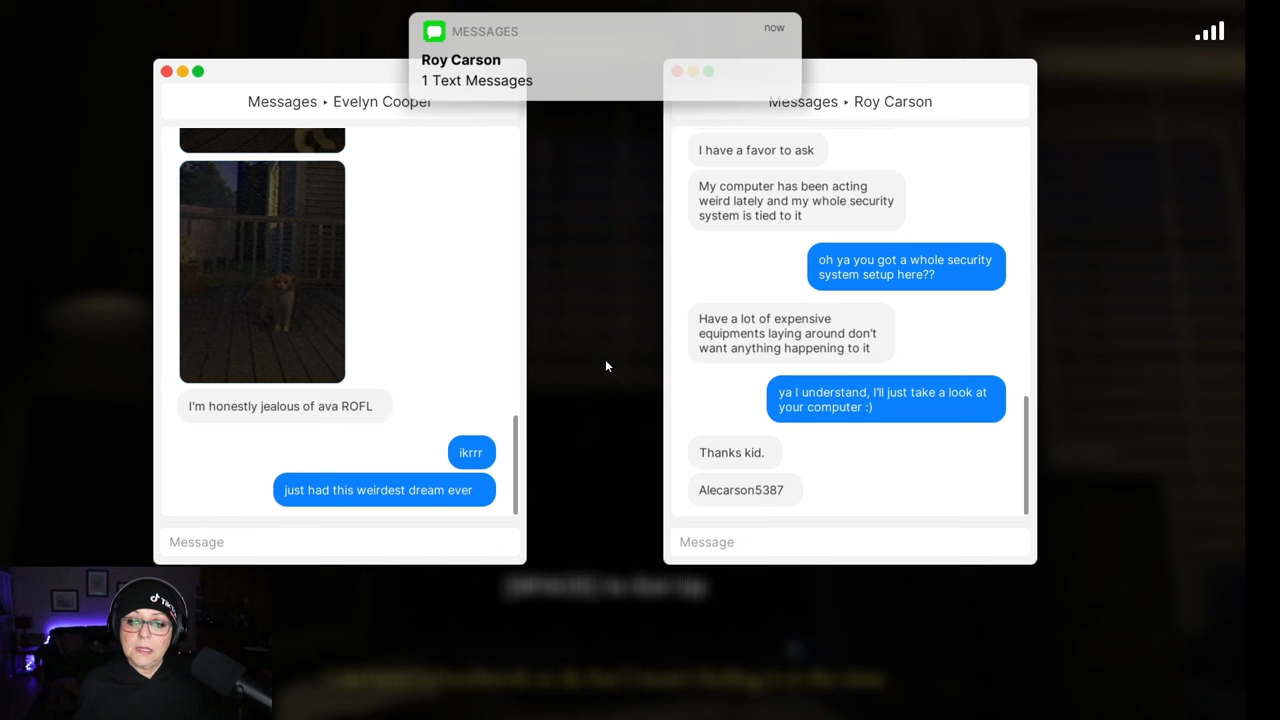 MESSAGES
now
Roy Carson
1 Text Messages
Messages ‣ Evelyn Cooper
I'm honestly jealous of ava ROFL
ikrrr
just had this weirdest dream ever
Message
Messages ‣ Roy Carson
I have a favor to ask
My computer has been acting
weird lately and my whole security
system is tied to it
oh ya you got a whole security
system setup here??
Have a lot of expensive
equipments laying around don't
want anything happening to it
ya I understand, I'll just take a look at
your computer :)
Thanks kid.
Alecarson5387
Message
[SPACE] to Get Up